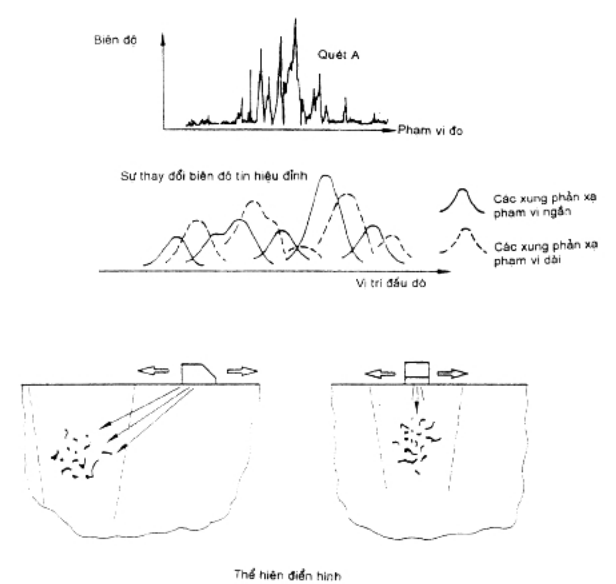 Biên độ
Quét A
Phạm vi đo
Sự thay đổi biên độ tín hiệu đỉnh
Các xung phản xạ
phạm vi ngắn
Các xung phản xạ
phạm vi dài
Vị trí đầu dò
Thể hiện điển hình